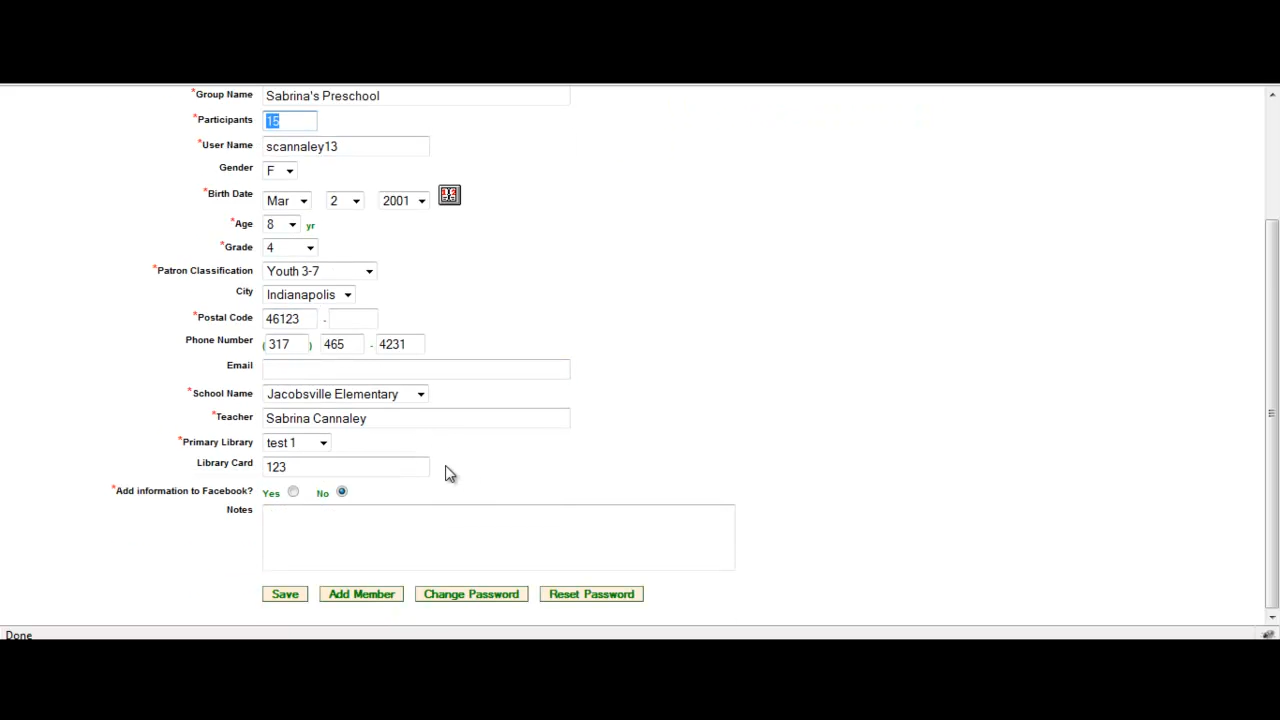 *Group Name Sabrina's Preschool
*Participants 15
*User Name scannaley13
Gender F
*Birth Date Mar 2 2001
*Age 8 yr
*Grade 4
*Patron Classification Youth 3-7
City Indianapolis
*Postal Code 46123 -
Phone Number ( 317 ) 465 - 4231
Email
*School Name Jacobsville Elementary
*Teacher Sabrina Cannaley
*Primary Library test 1
Library Card 123
*Add information to Facebook? Yes No
Notes
Save Add Member Change Password Reset Password
Done